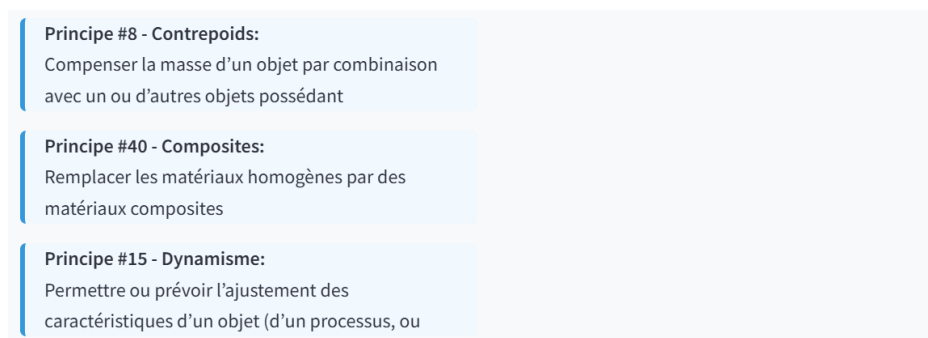 Principe #8 - Contrepoids:
Compenser la masse d’un objet par combinaison
avec un ou d’autres objets possédant
Principe #40 - Composites:
Remplacer les matériaux homogènes par des
matériaux composites
Principe #15 - Dynamisme:
Permettre ou prévoir l’ajustement des
caractéristiques d’un objet (d’un processus, ou